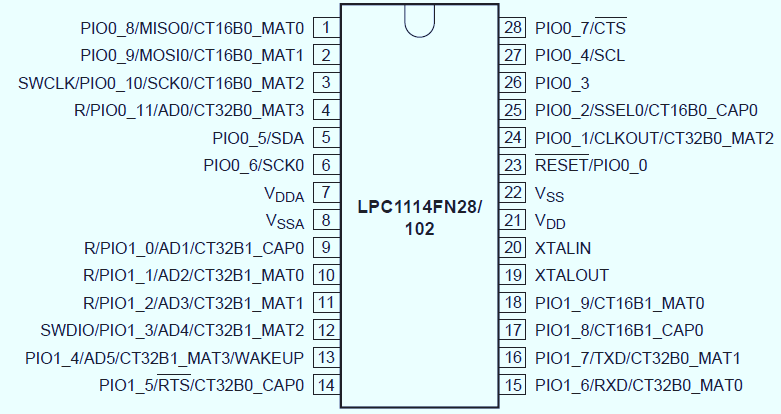 PIO0_8/MISO0/CT16B0_MAT0 1
PIO0_9/MOSI0/CT16B0_MAT1 2
SWCLK/PIO0_10/SCK0/CT16B0_MAT2 3
R/PIO0_11/AD0/CT32B0_MAT3 4
PIO0_5/SDA 5
PIO0_6/SCK0 6
VDDA 7
VSSA 8
R/PIO1_0/AD1/CT32B1_CAP0 9
R/PIO1_1/AD2/CT32B1_MAT0 10
R/PIO1_2/AD3/CT32B1_MAT1 11
SWDIO/PIO1_3/AD4/CT32B1_MAT2 12
PIO1_4/AD5/CT32B1_MAT3/WAKEUP 13
PIO1_5/RTS/CT32B0_CAP0 14
LPC1114FN28/
102
28 PIO0_7/CTS
27 PIO0_4/SCL
26 PIO0_3
25 PIO0_2/SSEL0/CT16B0_CAP0
24 PIO0_1/CLKOUT/CT32B0_MAT2
23 RESET/PIO0_0
22 VSS
21 VDD
20 XTALIN
19 XTALOUT
18 PIO1_9/CT16B1_MAT0
17 PIO1_8/CT16B1_CAP0
16 PIO1_7/TXD/CT32B0_MAT1
15 PIO1_6/RXD/CT32B0_MAT0